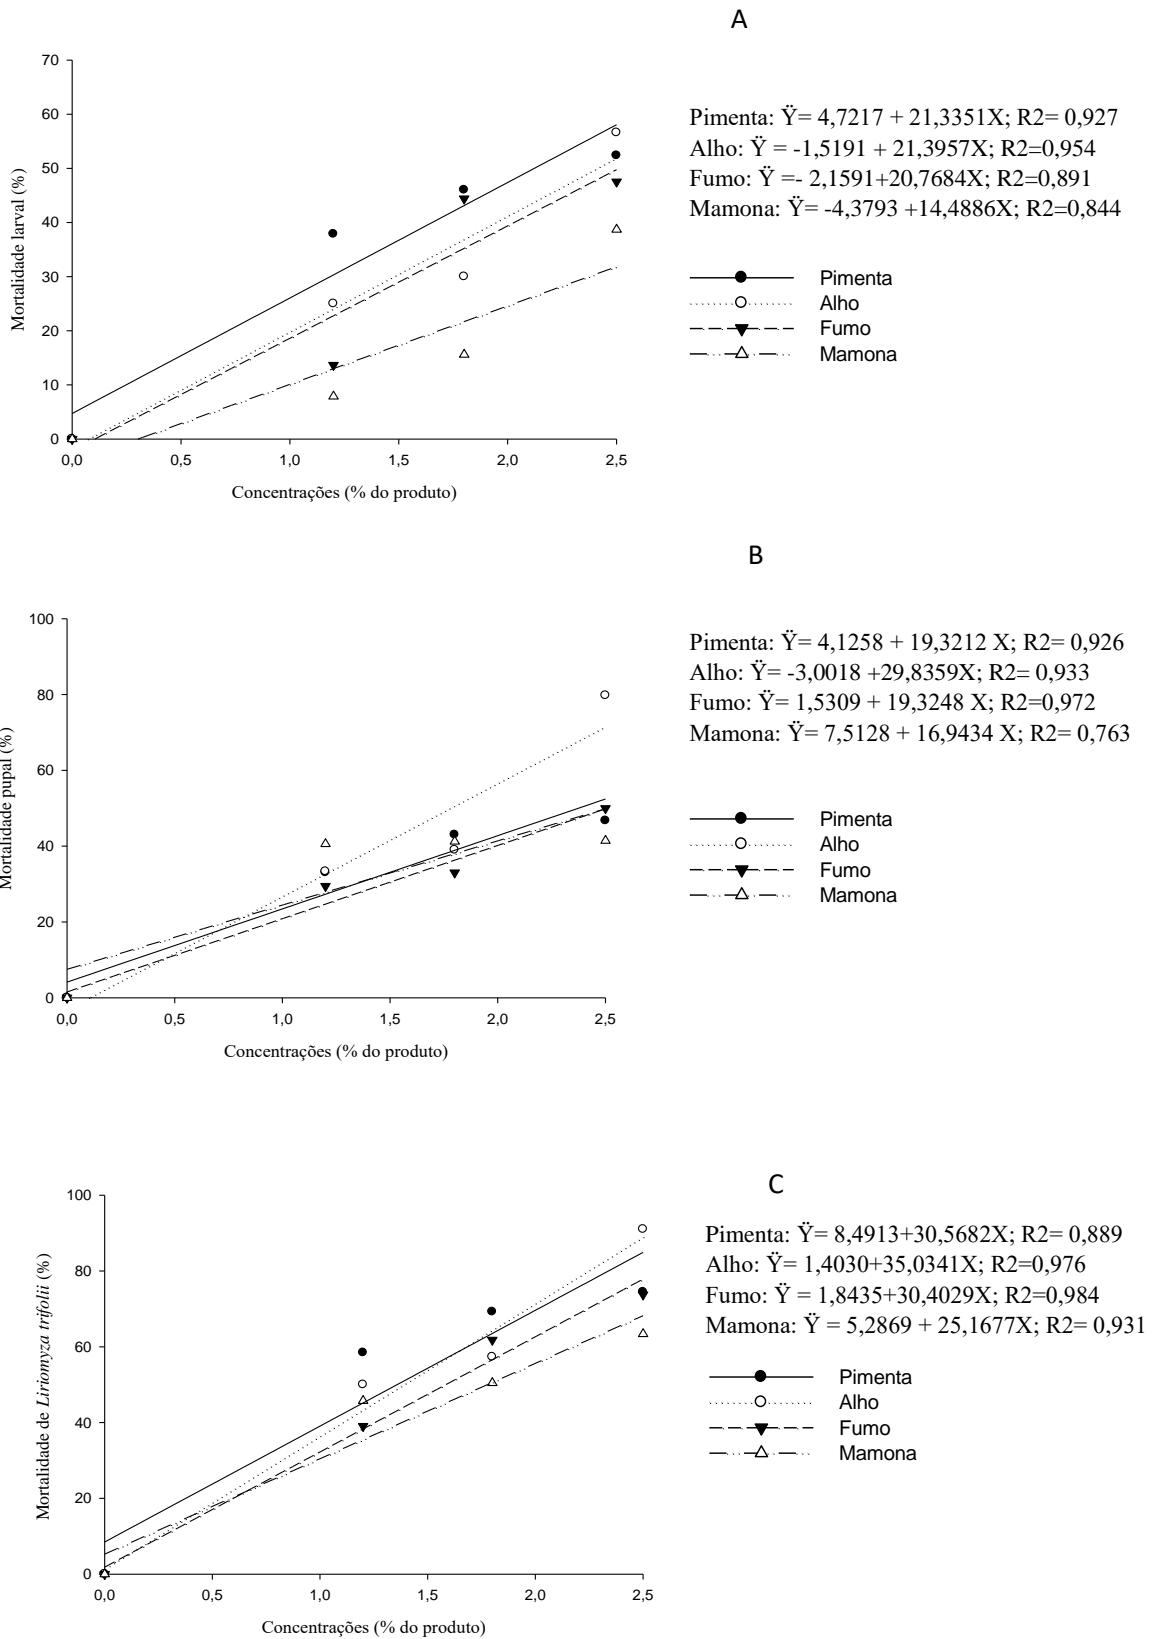 A
70
60
50
40
30
20
10
0
Mortalidade larval (%)
0,0 0,5 1,0 1,5 2,0 2,5
Concentrações (% do produto)
Pimenta: Ÿ= 4,7217 + 21,3351X; R2= 0,927
Alho: Ÿ = -1,5191 + 21,3957X; R2=0,954
Fumo: Ÿ =- 2,1591+20,7684X; R2=0,891
Mamona: Ÿ= -4,3793 +14,4886X; R2=0,844
Pimenta
Alho
Fumo
Mamona
B
100
80
60
40
20
0
Mortalidade pupal (%)
0,0 0,5 1,0 1,5 2,0 2,5
Concentrações (% do produto)
Pimenta: Ÿ= 4,1258 + 19,3212 X; R2= 0,926
Alho: Ÿ= -3,0018 +29,8359X; R2= 0,933
Fumo: Ÿ= 1,5309 + 19,3248 X; R2=0,972
Mamona: Ÿ= 7,5128 + 16,9434 X; R2= 0,763
Pimenta
Alho
Fumo
Mamona
C
100
80
60
40
20
0
Mortalidade de Liriomyza trifolii (%)
0,0 0,5 1,0 1,5 2,0 2,5
Concentrações (% do produto)
Pimenta: Ÿ= 8,4913+30,5682X; R2= 0,889
Alho: Ÿ= 1,4030+35,0341X; R2=0,976
Fumo: Ÿ = 1,8435+30,4029X; R2=0,984
Mamona: Ÿ = 5,2869 + 25,1677X; R2= 0,931
Pimenta
Alho
Fumo
Mamona